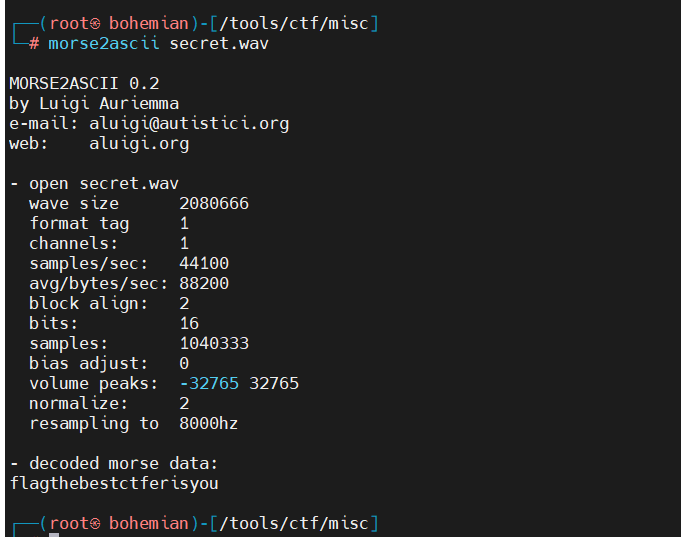 ┌──(root㉿ bohemian)-[/tools/ctf/misc]
└─# morse2ascii secret.wav
MORSE2ASCII 0.2
by Luigi Auriemma
e-mail: aluigi@autistici.org
web:    aluigi.org
- open secret.wav
  wave size      2080666
  format tag     1
  channels:      1
  samples/sec:   44100
  avg/bytes/sec: 88200
  block align:   2
  bits:          16
  samples:       1040333
  bias adjust:   0
  volume peaks:  -32765 32765
  normalize:     2
  resampling to  8000hz
- decoded morse data:
flagthebestctferisyou
┌──(root㉿ bohemian)-[/tools/ctf/misc]